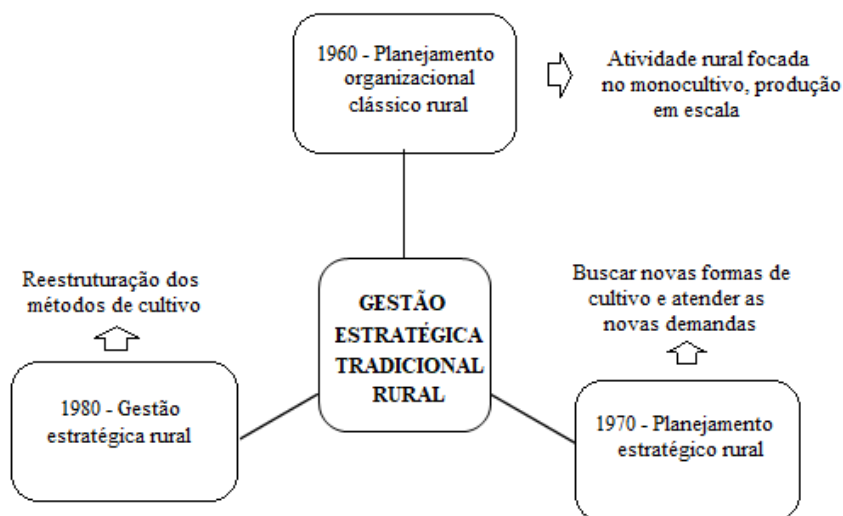 1960 - Planejamento
organizacional
clássico rural
Atividade rural focada
no monocultivo, produção
em escala
Reestruturação dos
métodos de cultivo
Buscar novas formas de
cultivo e atender as
novas demandas
GESTÃO
ESTRATÉGICA
TRADICIONAL
RURAL
1980 - Gestão
estratégica rural
1970 - Planejamento
estratégico rural